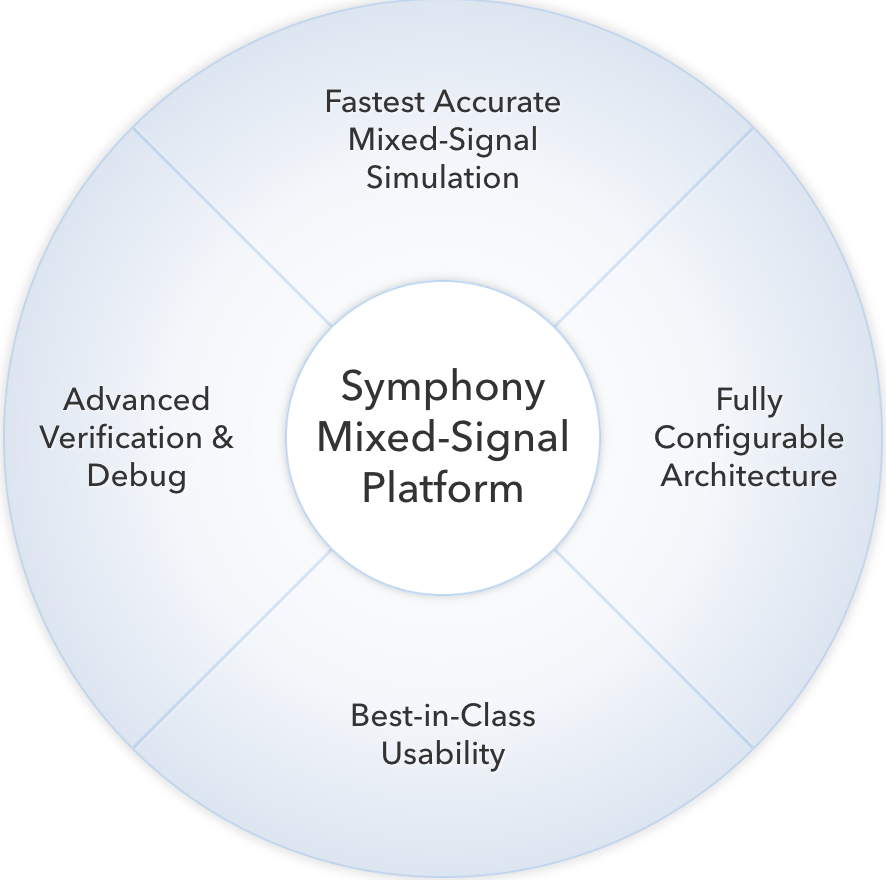 Fastest Accurate
Mixed-Signal
Simulation
Advanced
Verification &
Debug
Symphony
Mixed-Signal
Platform
Fully
Configurable
Architecture
Best-in-Class
Usability